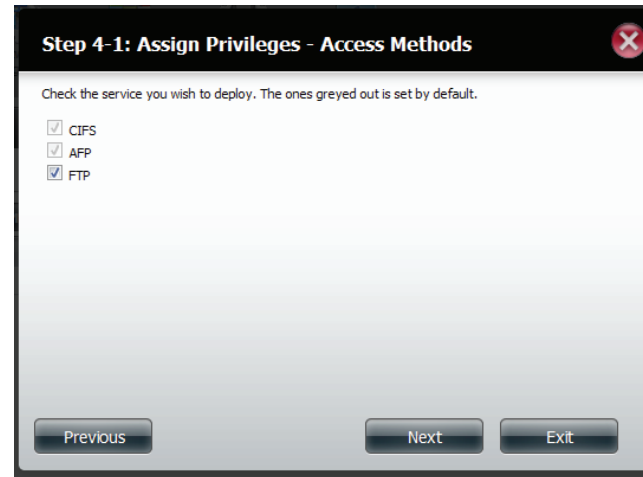 Step 4-1: Assign Privileges - Access Methods
Check the service you wish to deploy. The ones greyed out is set by default.
CIFS
AFP
FTP
Previous Next Exit